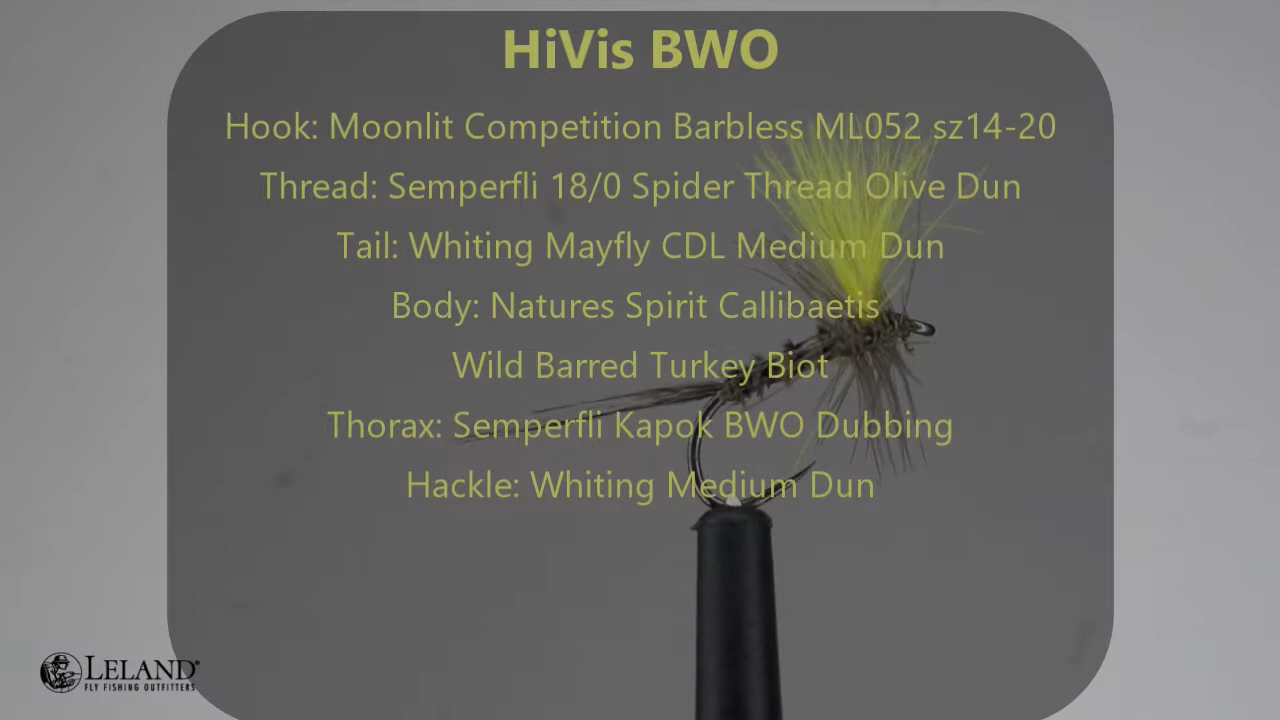 HiVis BWO
Hook: Moonlit Competition Barbless ML052 sz14-20
Thread: Semperfli 18/0 Spider Thread Olive Dun
Tail: Whiting Mayfly CDL Medium Dun
Body: Natures Spirit Callibaetis
Wild Barred Turkey Biot
Thorax: Semperfli Kapok BWO Dubbing
Hackle: Whiting Medium Dun
LELAND®
FLY FISHING OUTFITTERS